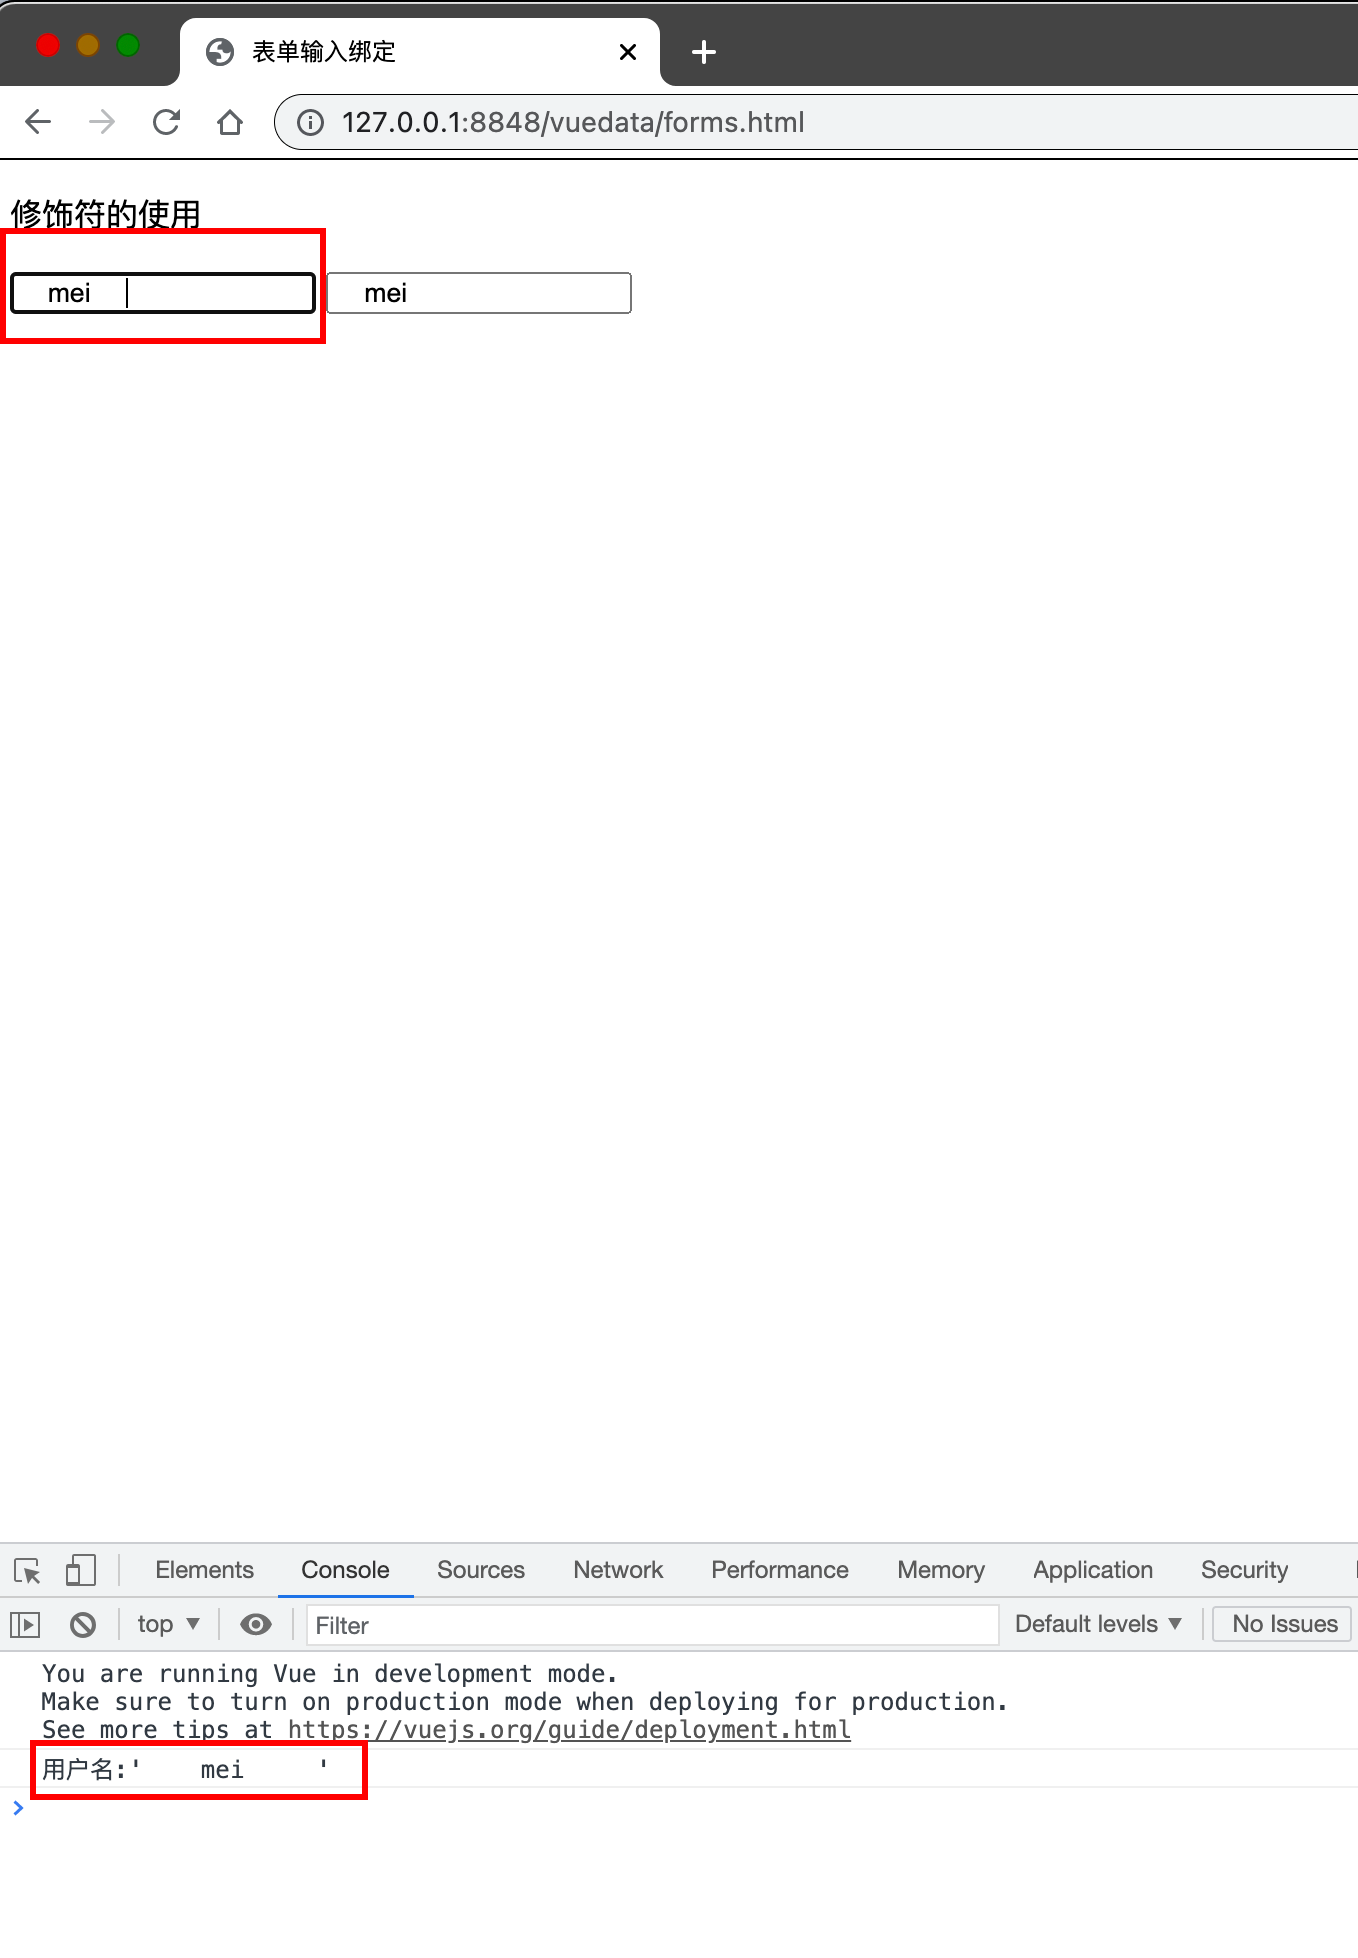 表单输入绑定
127.0.0.1:8848/vuedata/forms.html
修饰符的使用
mei mei
Elements Console Sources Network Performance Memory Application Security
top Filter Default levels No Issues
You are running Vue in development mode.
Make sure to turn on production mode when deploying for production.
See more tips at https://vuejs.org/guide/deployment.html
用户名:'    mei     '